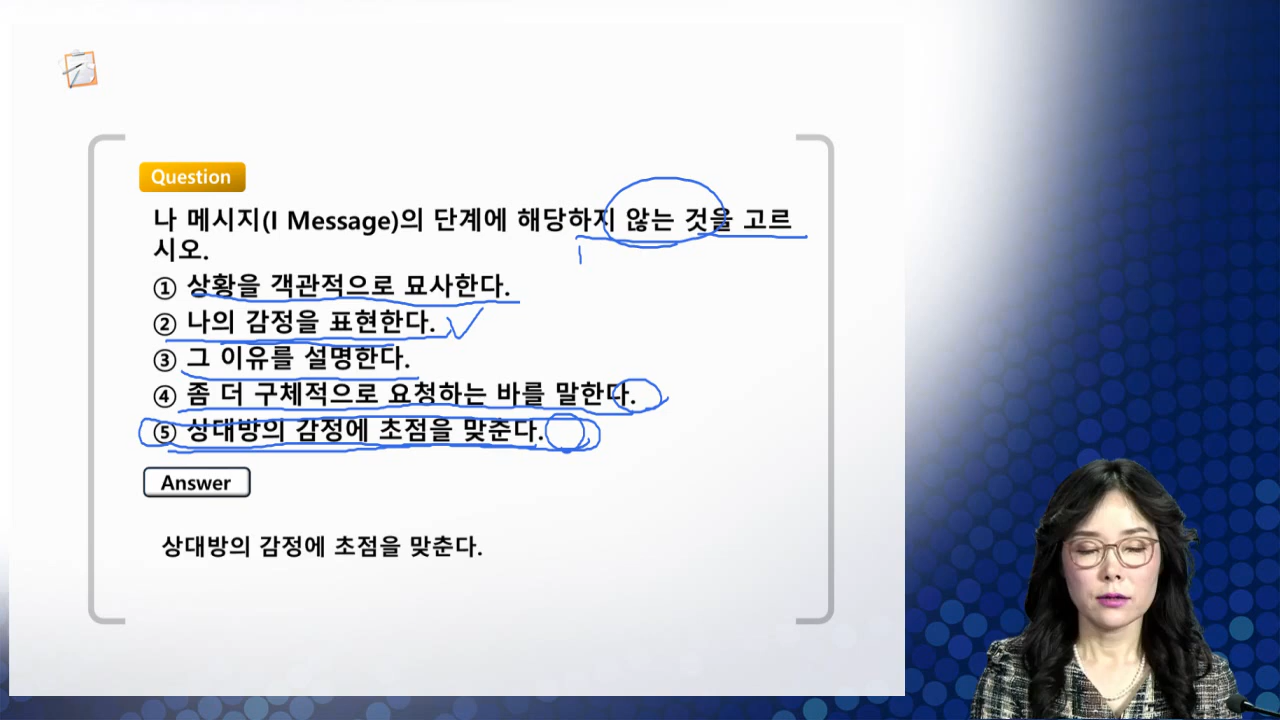 Question
나 메시지(I Message)의 단계에 해당하지 않는 것을 고르
시오.
① 상황을 객관적으로 묘사한다.
② 나의 감정을 표현한다.
③ 그 이유를 설명한다.
④ 좀 더 구체적으로 요청하는 바를 말한다.
⑤ 상대방의 감정에 초점을 맞춘다.
Answer
상대방의 감정에 초점을 맞춘다.